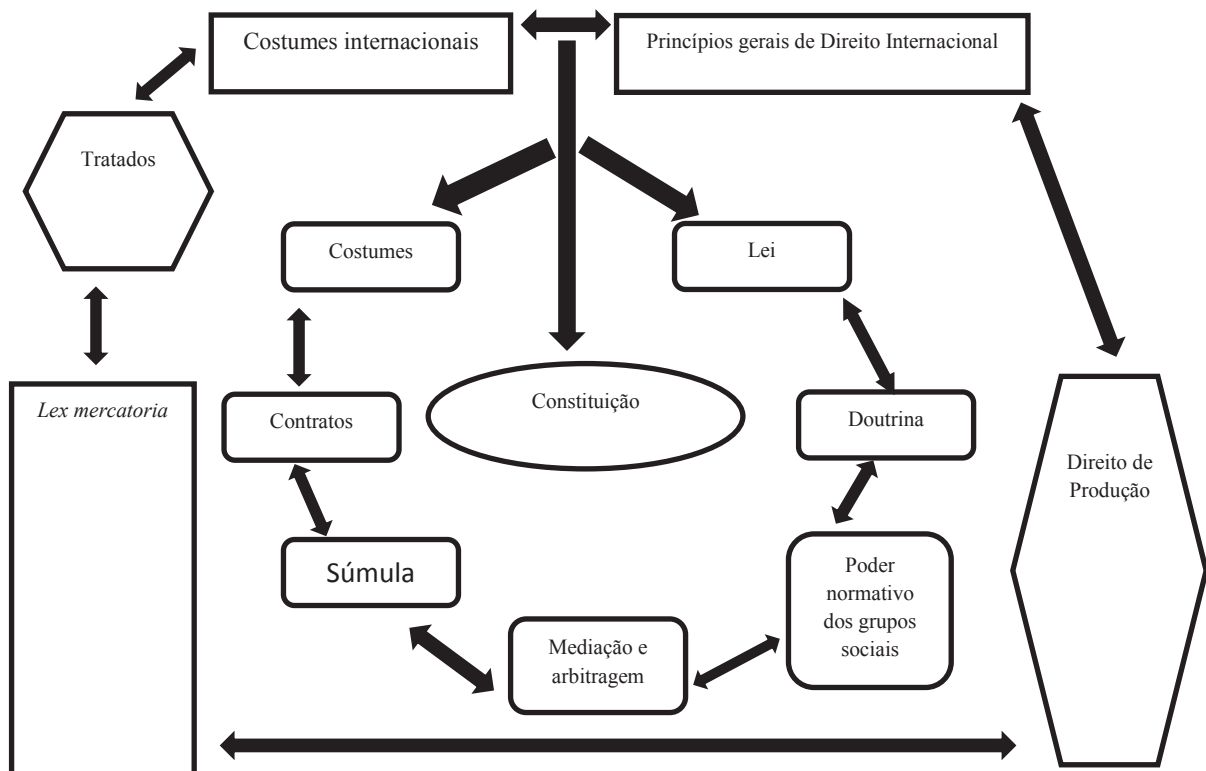 Costumes internacionais
Princípios gerais de Direito Internacional
Tratados
Costumes
Lei
Lex mercatoria
Contratos
Constituição
Doutrina
Direito de
Produção
Súmula
Poder
normativo
dos grupos
sociais
Mediação e
arbitragem